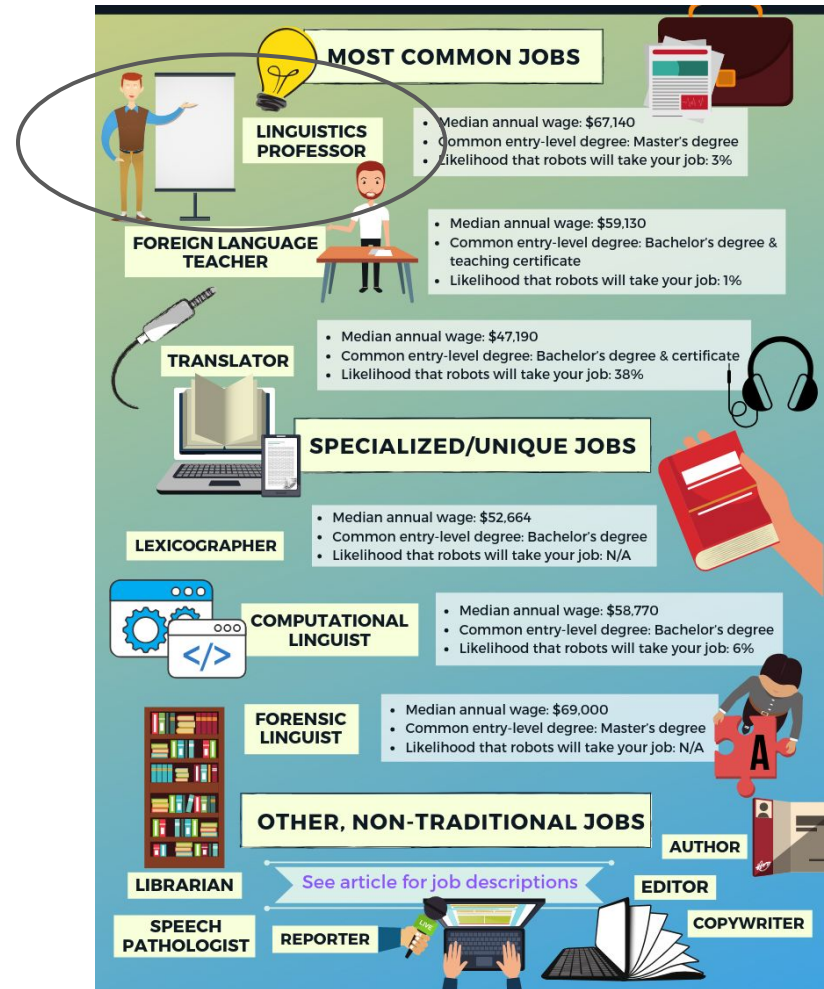 MOST COMMON JOBS
LINGUISTICS
PROFESSOR
• Median annual wage: $67,140
• Common entry-level degree: Master's degree
• Likelihood that robots will take your job: 3%
FOREIGN LANGUAGE
TEACHER
• Median annual wage: $59,130
• Common entry-level degree: Bachelor's degree &
teaching certificate
• Likelihood that robots will take your job: 1%
TRANSLATOR
• Median annual wage: $47,190
• Common entry-level degree: Bachelor's degree & certificate
• Likelihood that robots will take your job: 38%
SPECIALIZED/UNIQUE JOBS
LEXICOGRAPHER
• Median annual wage: $52,664
• Common entry-level degree: Bachelor's degree
• Likelihood that robots will take your job: N/A
COMPUTATIONAL
LINGUIST
</>
• Median annual wage: $58,770
• Common entry-level degree: Bachelor's degree
• Likelihood that robots will take your job: 6%
FORENSIC
LINGUIST
• Median annual wage: $69,000
• Common entry-level degree: Master's degree
• Likelihood that robots will take your job: N/A
A
OTHER, NON-TRADITIONAL JOBS
AUTHOR
LIBRARIAN
See article for job descriptions
EDITOR
SPEECH
PATHOLOGIST
REPORTER
LIVE
COPYWRITER